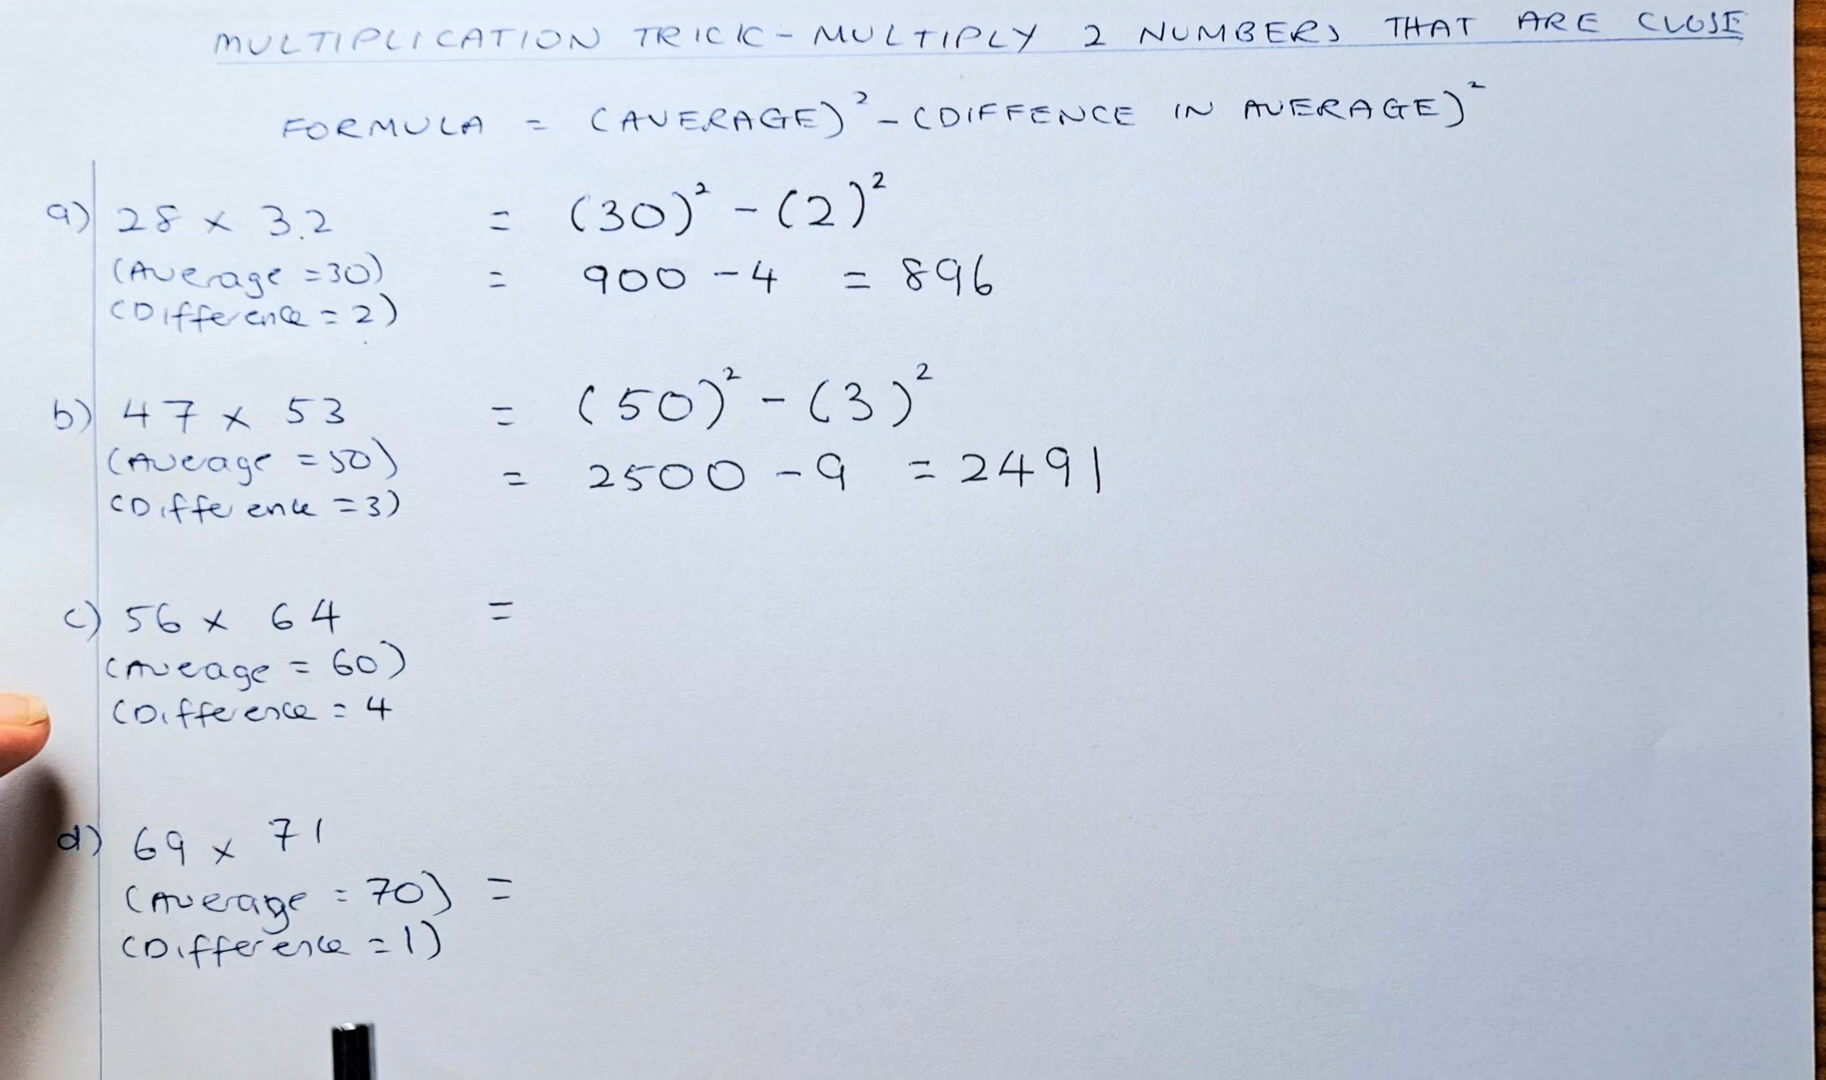 MULTIPLICATION TRICK - MULTIPLY 2 NUMBERS THAT ARE CLOSE
FORMULA = (AVERAGE)² - (DIFFENCE IN AVERAGE)²
a) 28 × 32 = (30)² - (2)²
(Average = 30) = 900 - 4 = 896
(Difference = 2)
b) 47 × 53 = (50)² - (3)²
(Average = 50) = 2500 - 9 = 2491
(Difference = 3)
c) 56 × 64 =
(Average = 60)
(Difference = 4
d) 69 × 71
(Average = 70) =
(Difference = 1)